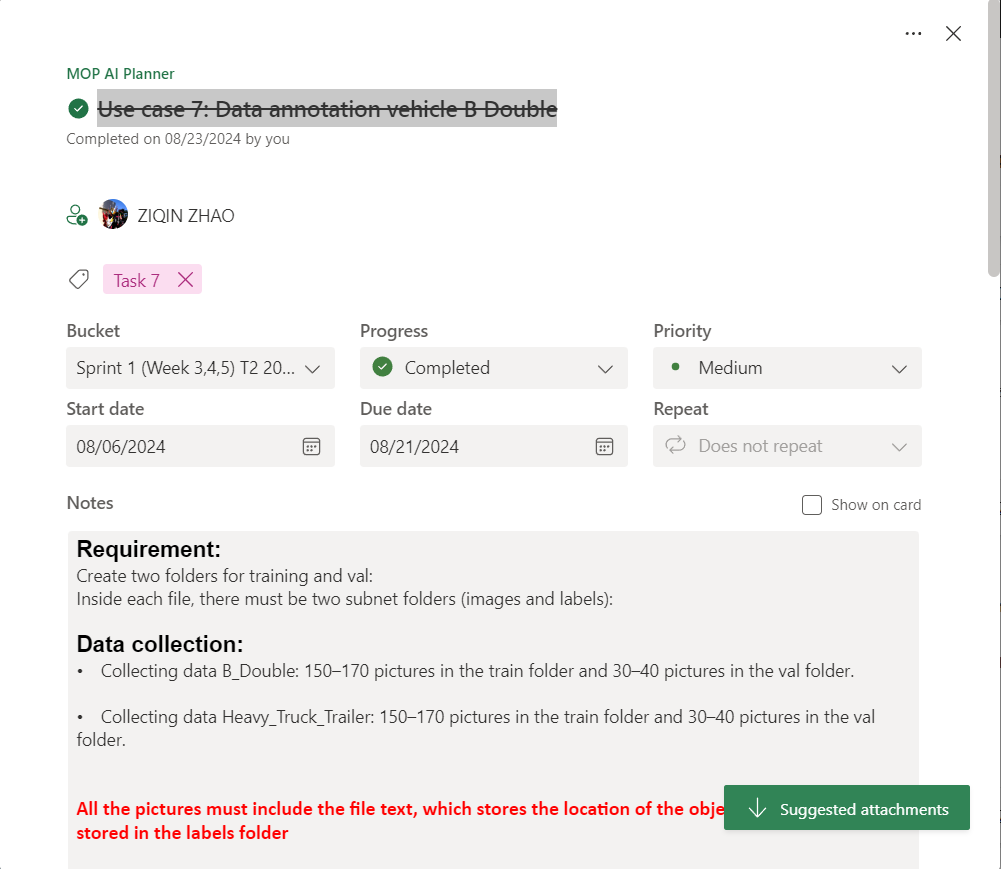 MOP AI Planner
Use case 7: Data annotation vehicle B Double
Completed on 08/23/2024 by you
ZIQIN ZHAO
Task 7
Bucket Progress Priority
Sprint 1 (Week 3,4,5) T2 20... Completed Medium
Start date Due date Repeat
08/06/2024 08/21/2024 Does not repeat
Notes Show on card
Requirement:
Create two folders for training and val:
Inside each file, there must be two subnet folders (images and labels):
Data collection:
• Collecting data B_Double: 150–170 pictures in the train folder and 30–40 pictures in the val folder.
• Collecting data Heavy_Truck_Trailer: 150–170 pictures in the train folder and 30–40 pictures in the val
folder.
All the pictures must include the file text, which stores the location of the
stored in the labels folder
Suggested attachments